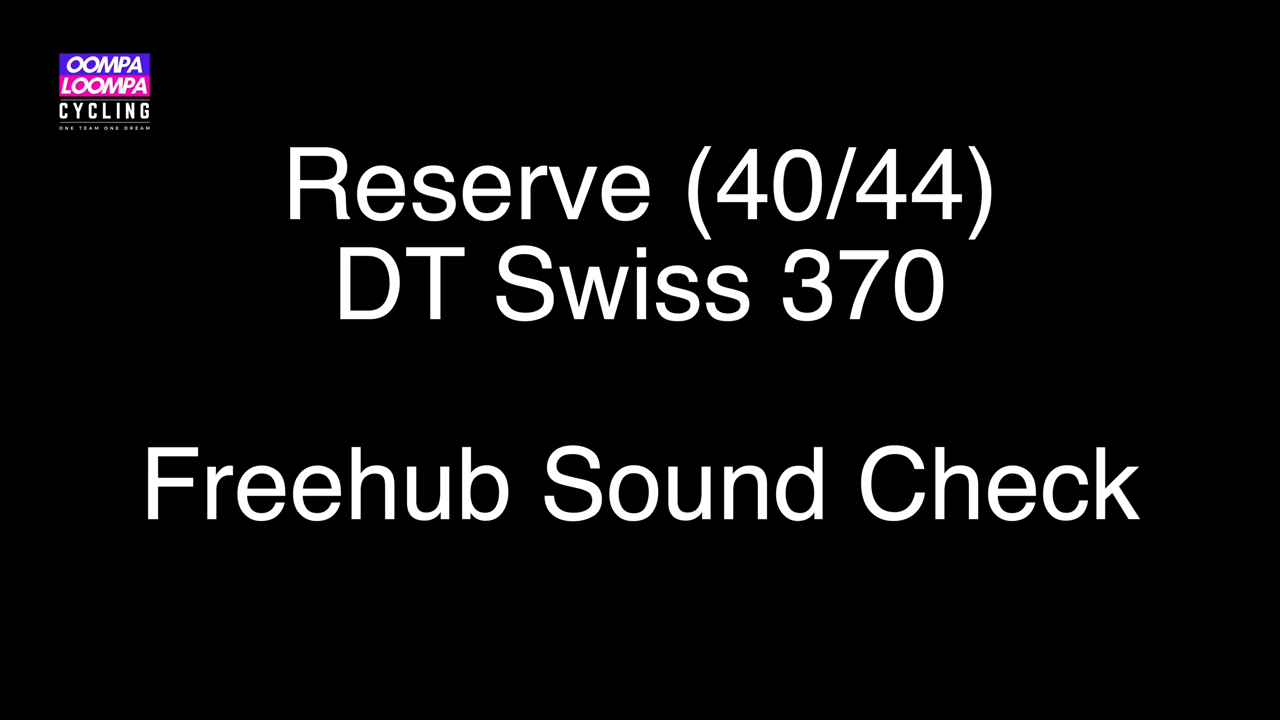 OOMPA
LOOMPA
CYCLING
ONE TEAM ONE DREAM
Reserve (40/44)
DT Swiss 370
Freehub Sound Check